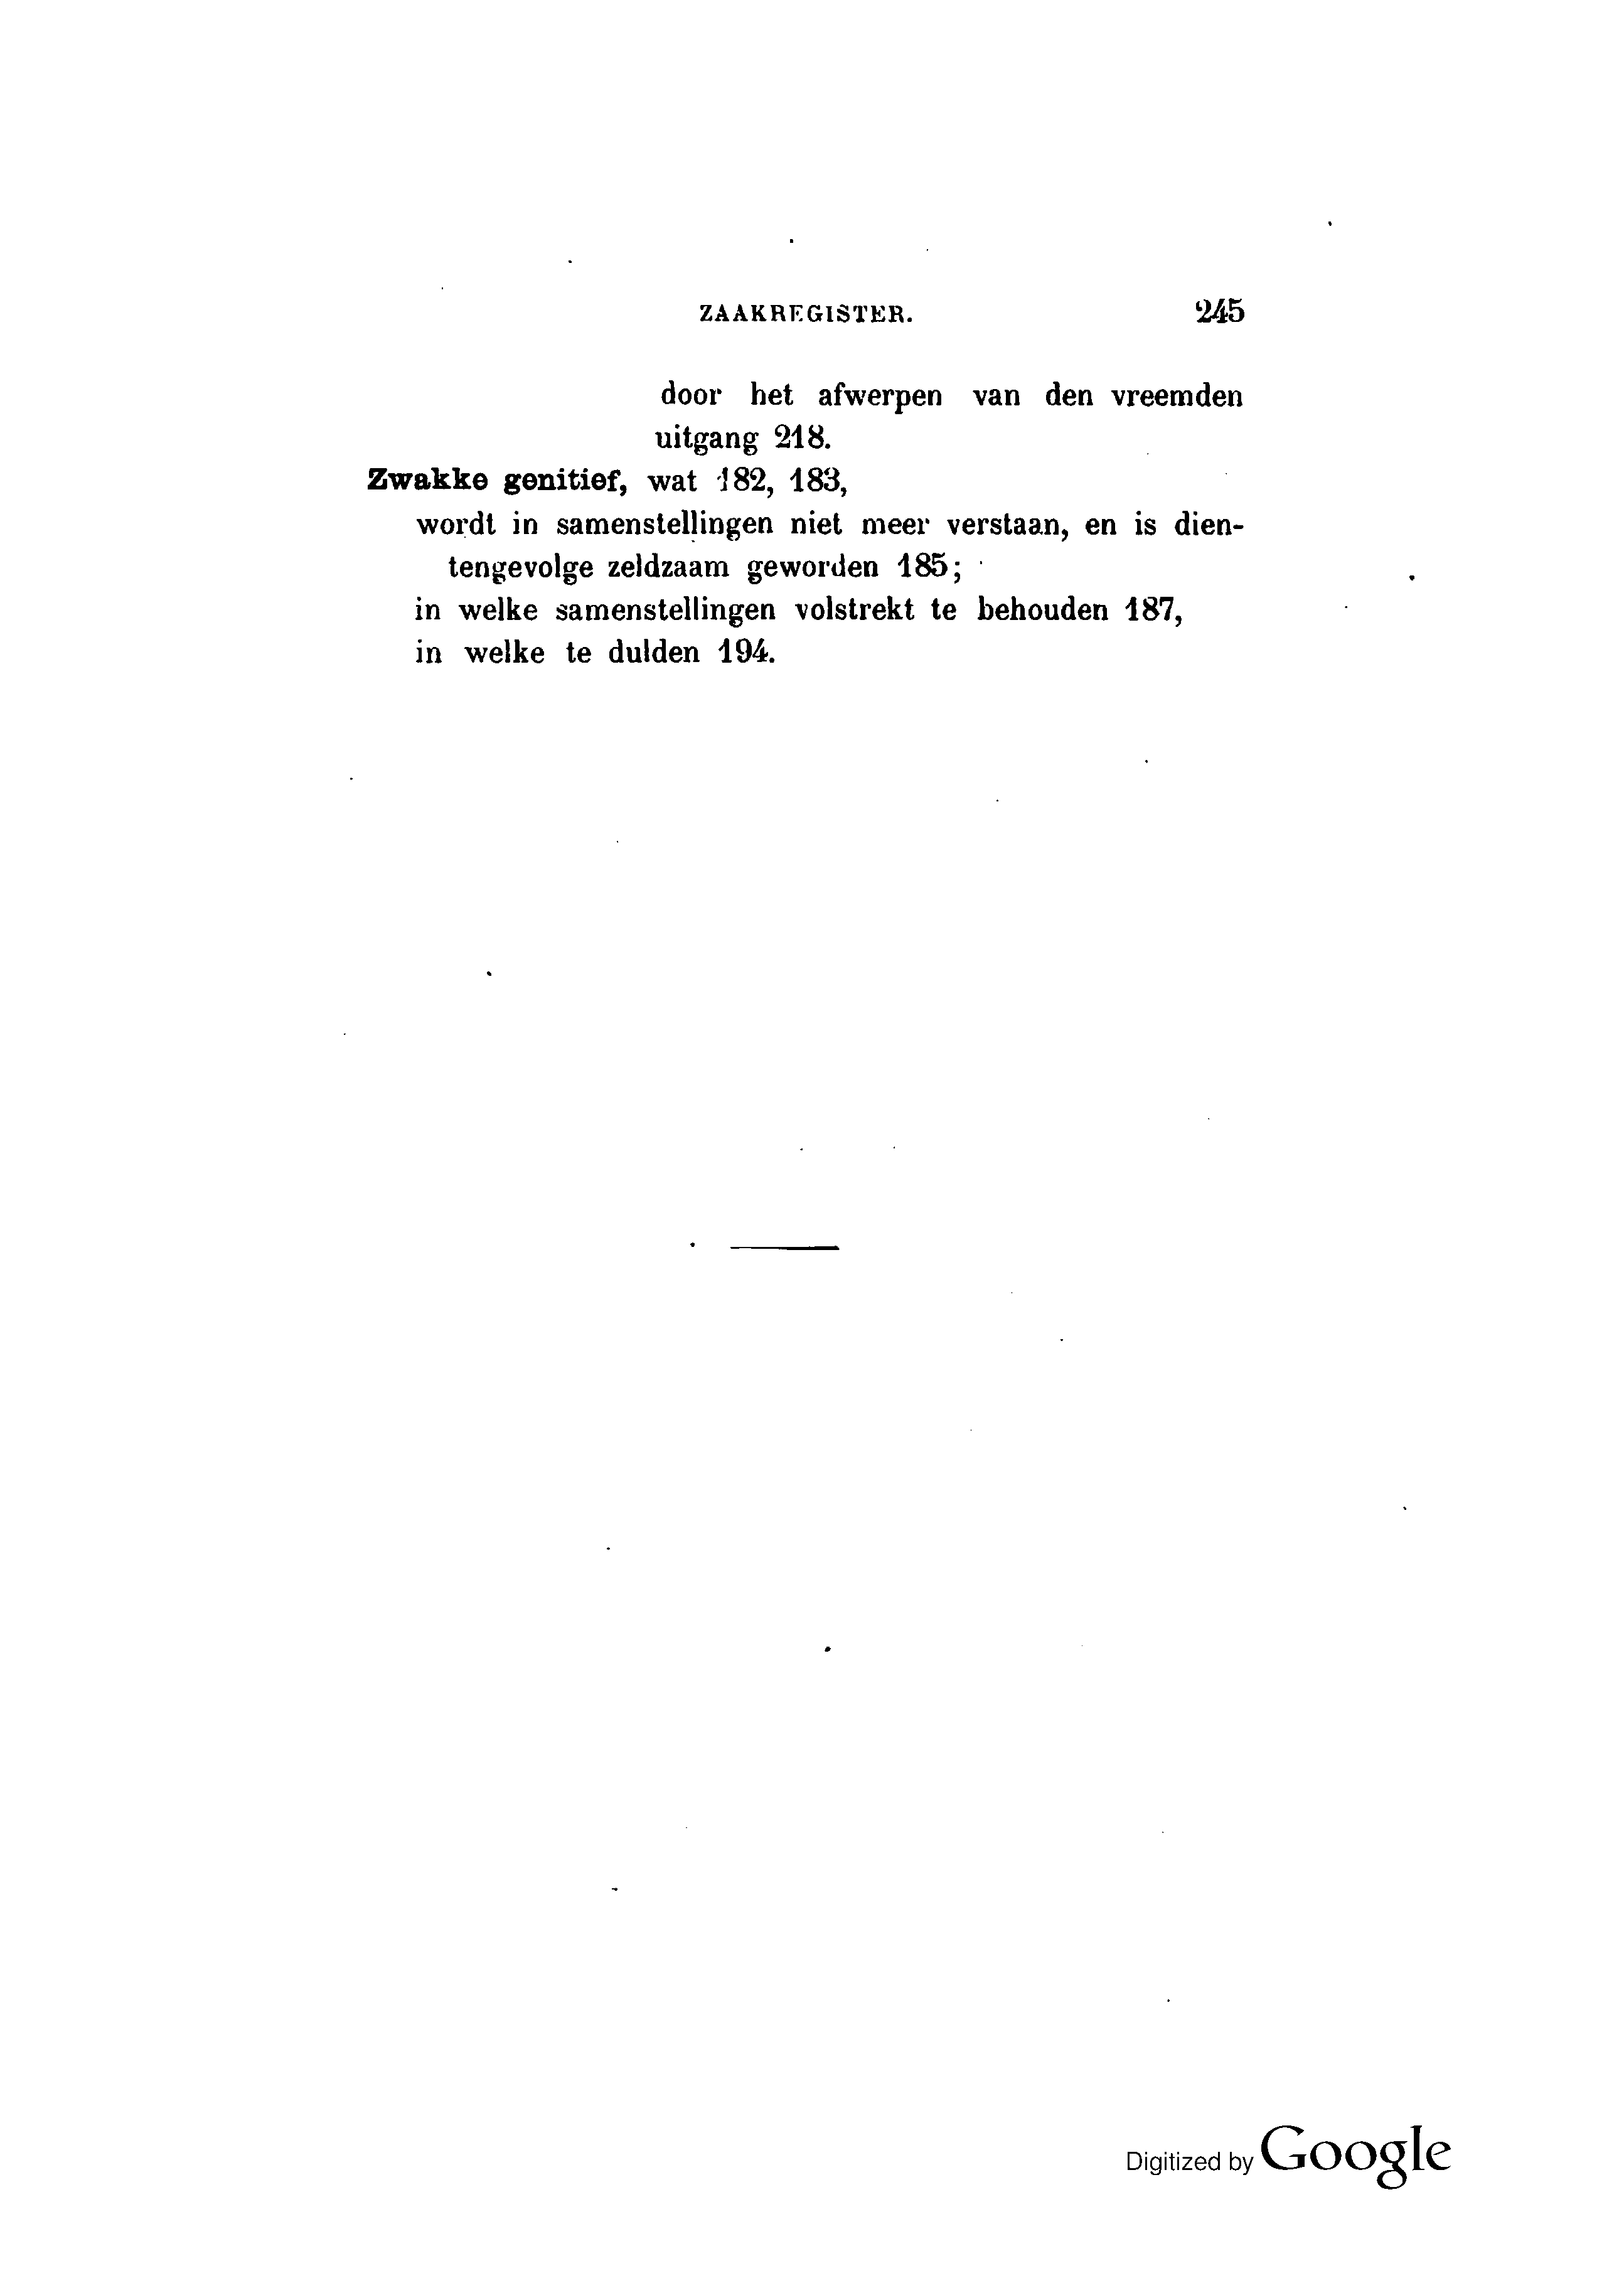 ZAAKREGISTER. 245
door het afwerpen van den vreemden
uitgang 218.
Zwakke genitief, wat 182, 183,
wordt in samenstellingen niet meer verstaan, en is dien-
tengevolge zeldzaam geworden 185;
in welke samenstellingen volstrekt te behouden 187,
in welke te dulden 194.
Digitized by Google